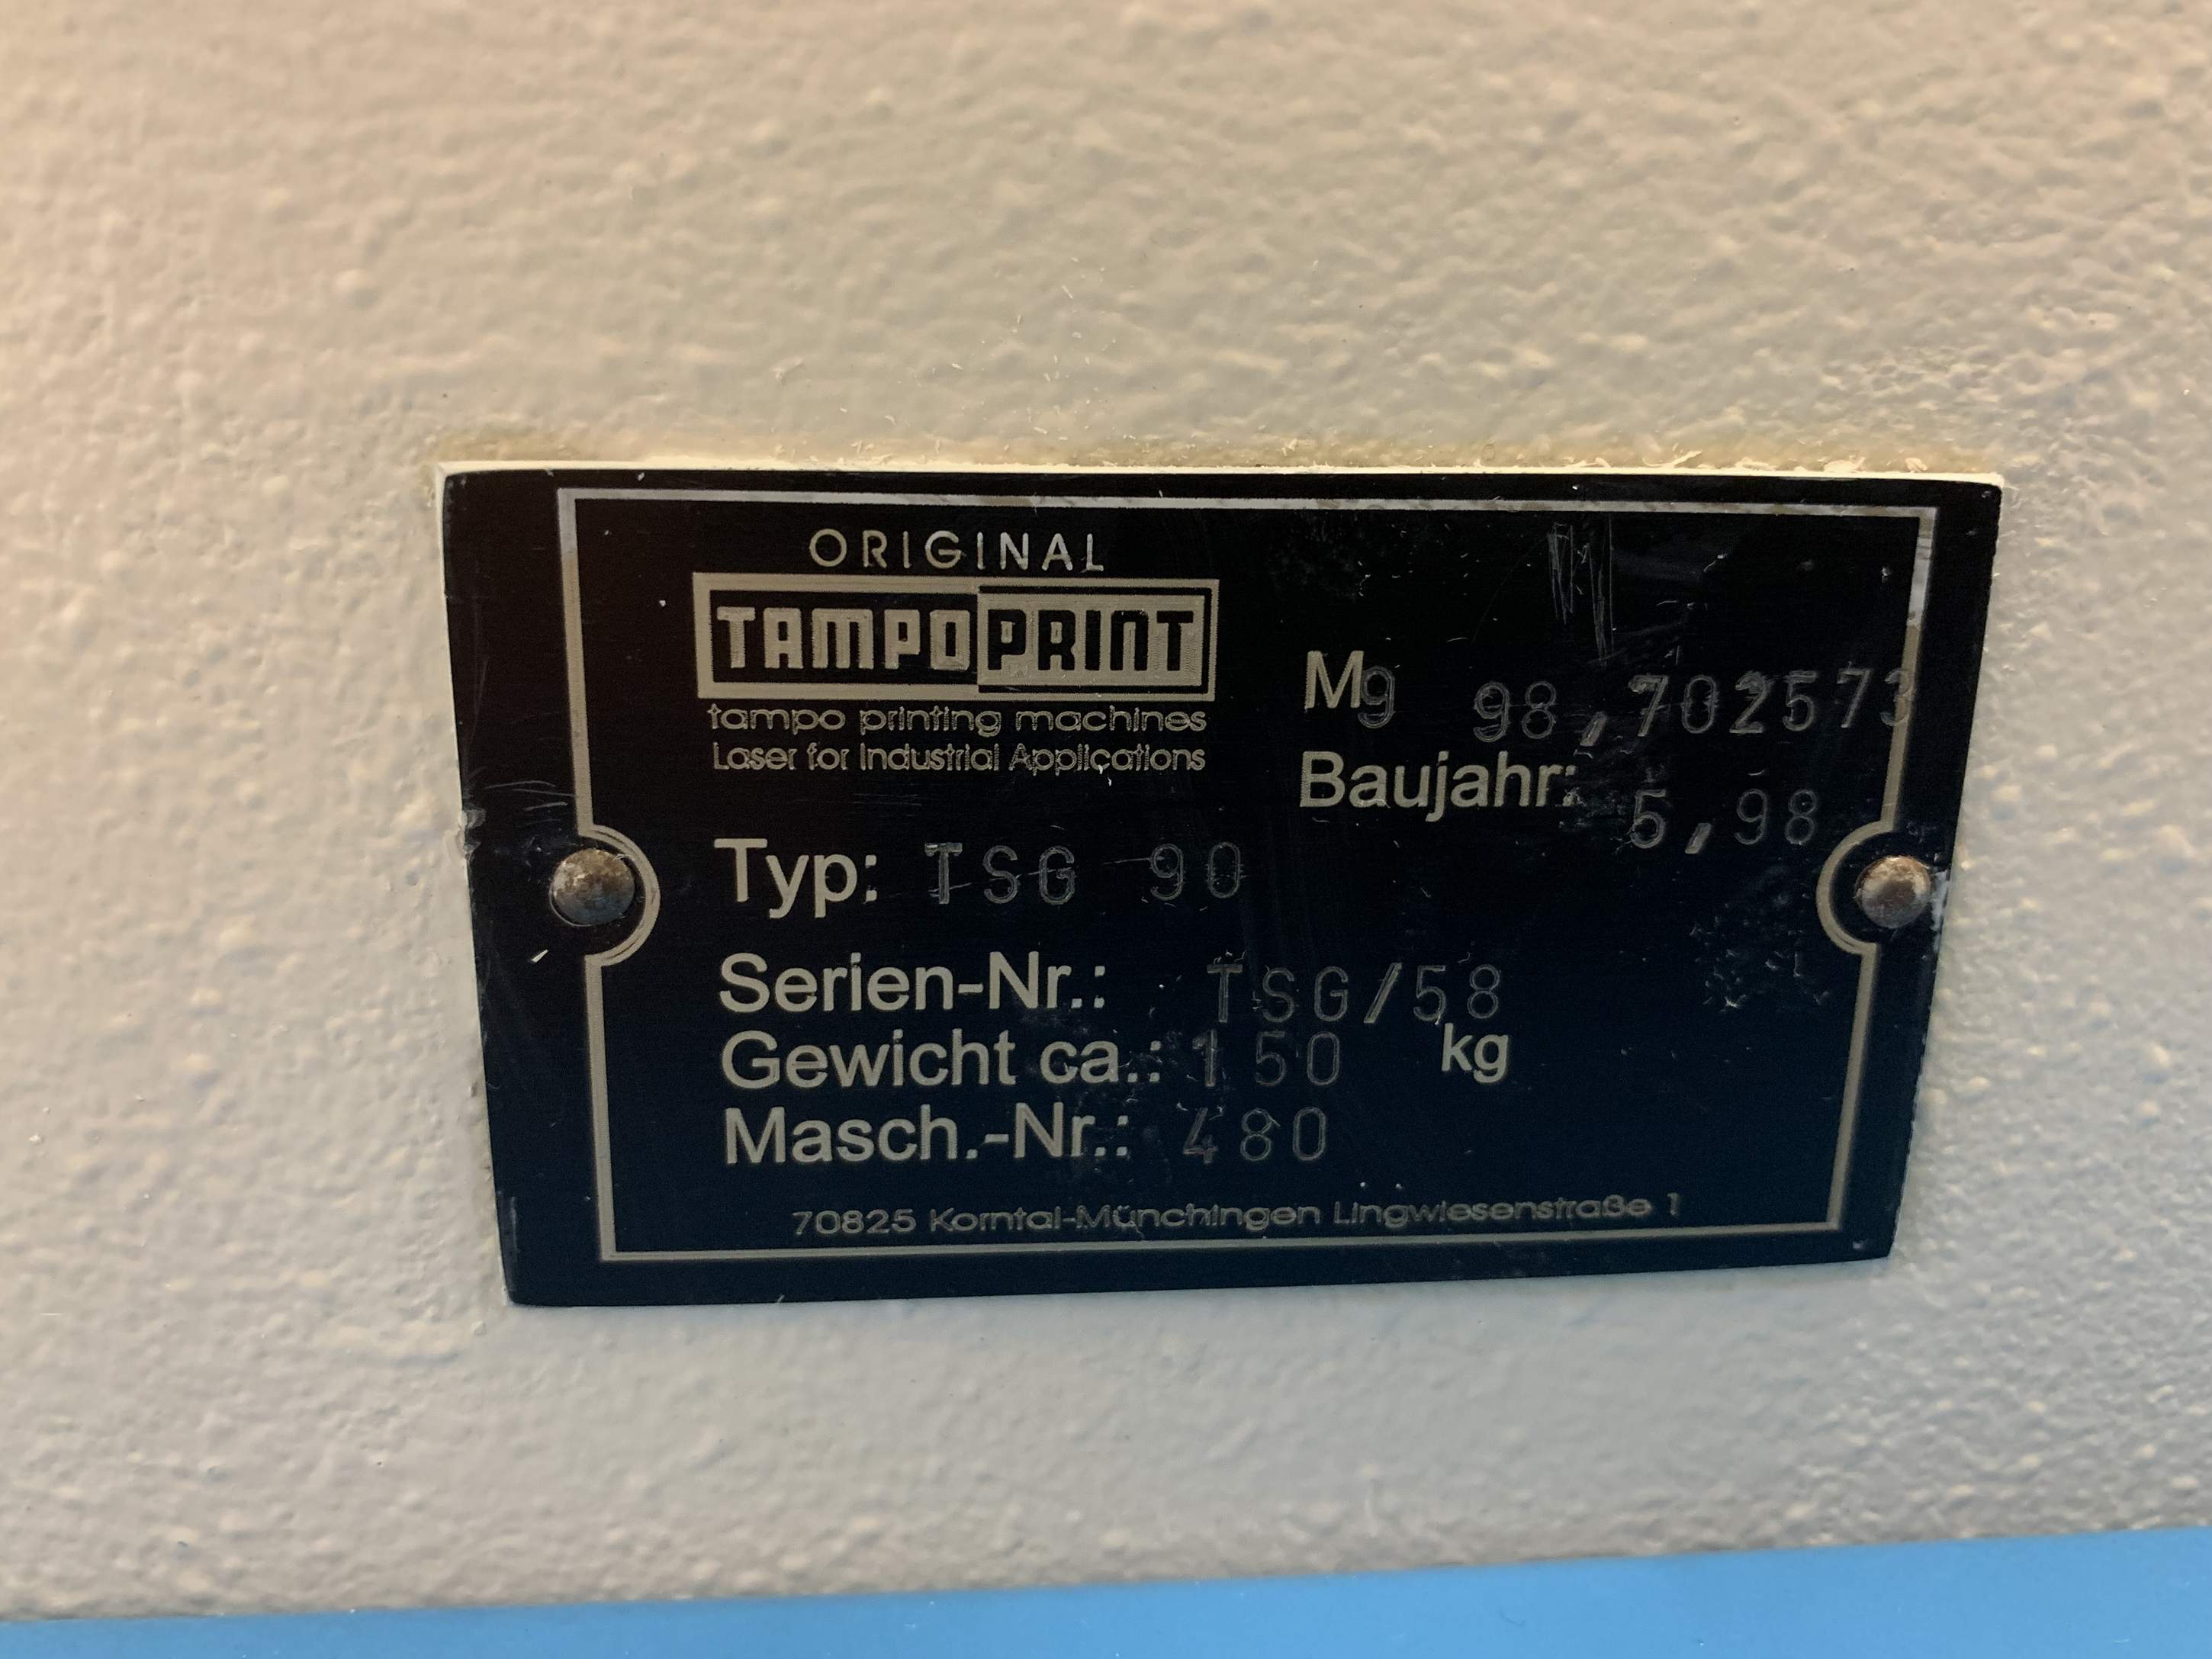 ORIGINAL
TAMPOPRINT
tampo printing machines
Laser for Industrial Applications
M9 98,702573
Baujahr: 5,98
Typ: TSG 90
Serien-Nr.: TSG/58
Gewicht ca.: 150 kg
Masch.-Nr.: 480
70825 Korntal-Münchingen Lingwiesenstraße 1